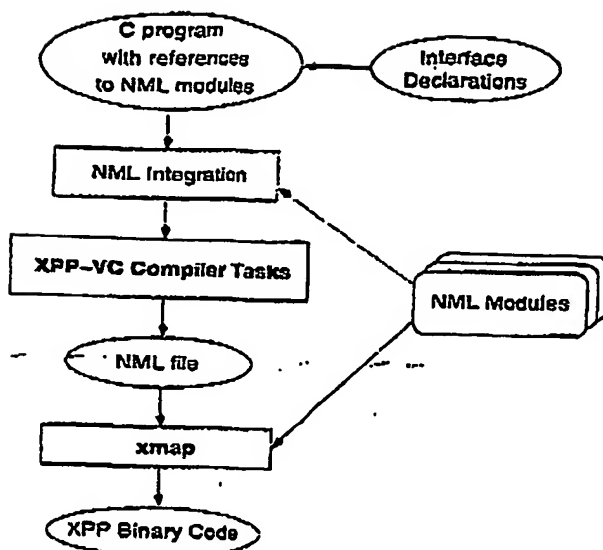 C program
with references
to NML modules
Interface
Declarations
NML Integration
XPP-VC Compiler Tasks
NML Modules
NML file
xmap
XPP Binary Code